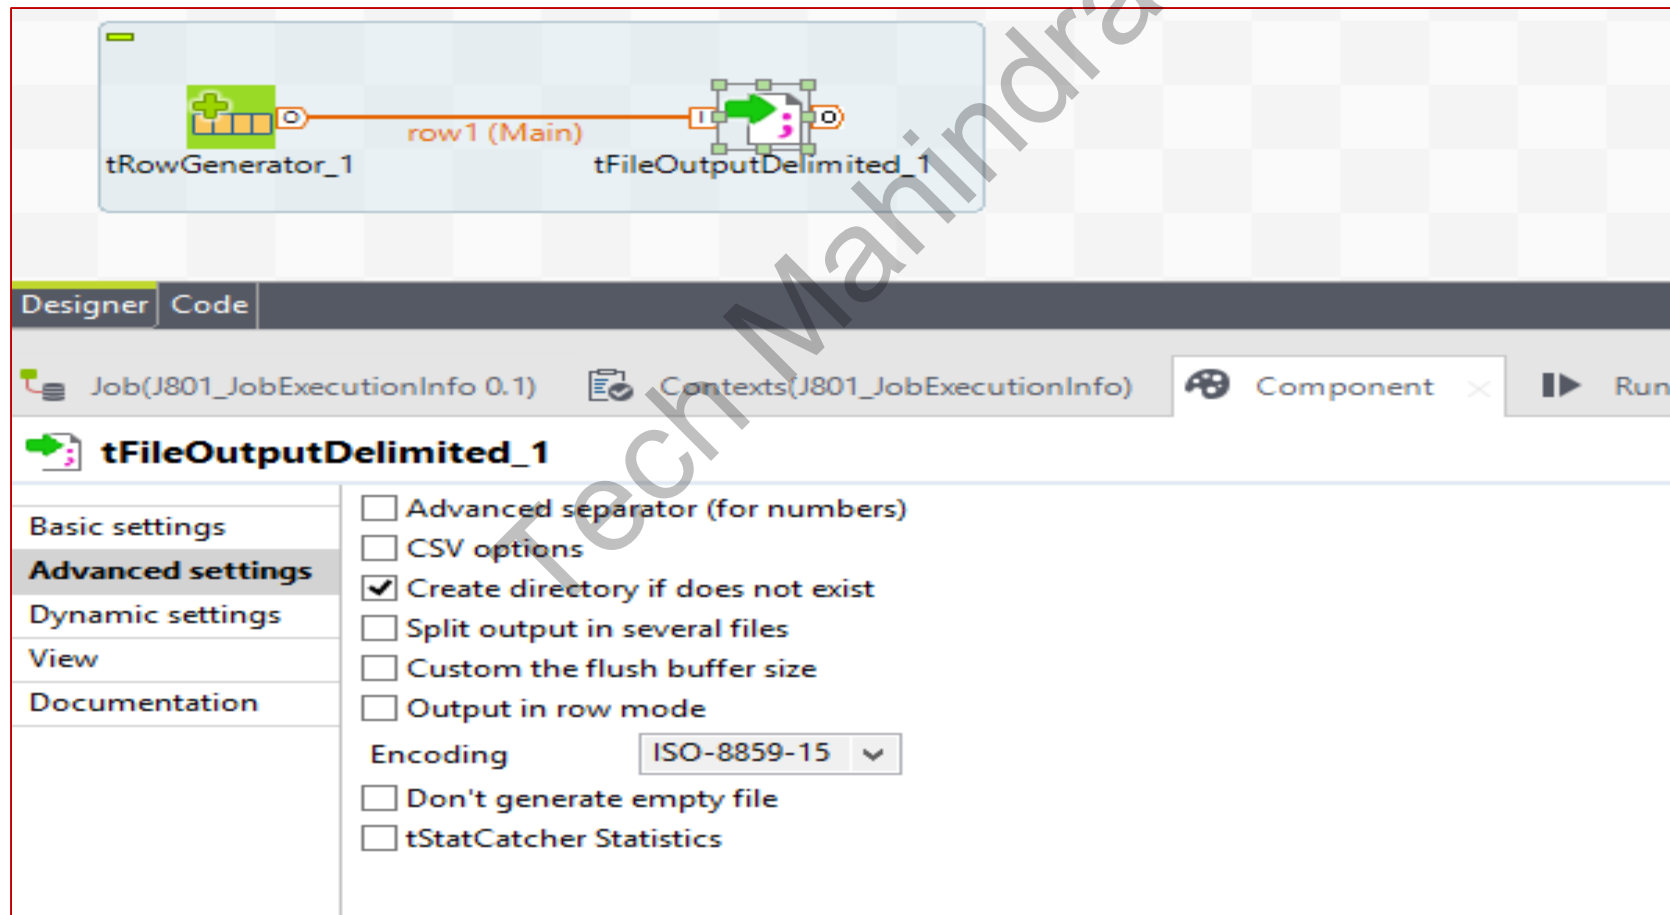 row1 (Main)
tRowGenerator_1
tFileOutputDelimited_1
Tech Mahindra
Designer
Code
Job(J801_JobExecutionInfo 0.1)
Contexts(J801_JobExecutionInfo)
Component
Run
tFileOutputDelimited_1
Basic settings
Advanced settings
Dynamic settings
View
Documentation
Advanced separator (for numbers)
CSV options
Create directory if does not exist
Split output in several files
Custom the flush buffer size
Output in row mode
Encoding
ISO-8859-15
Don't generate empty file
tStatCatcher Statistics